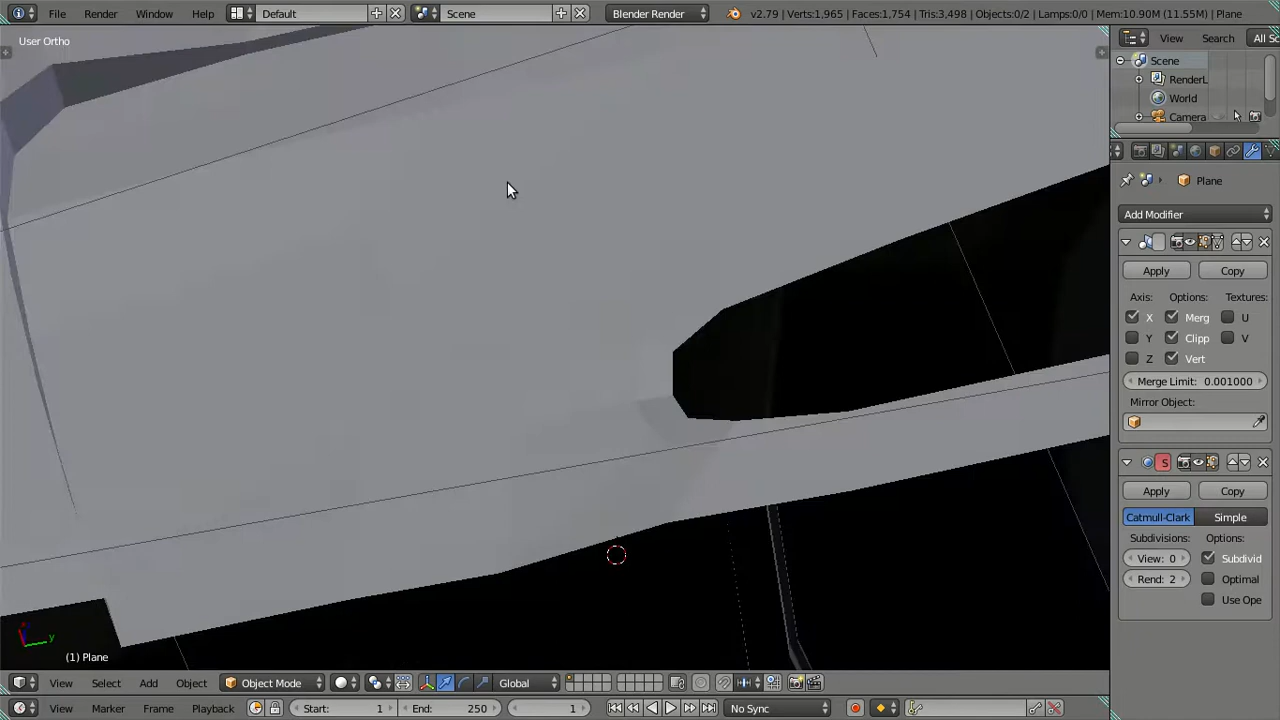 File Render Window Help Default Scene Blender Render v2.79 | Verts:1,965 | Faces:1,754 | Tris:3,498 | Objects:0/2 | Lamps:0/0 | Mem:10.90M (11.55M) | Plane
User Ortho
View Search All Sc
Scene
RenderL
World
Camera
Plane
Add Modifier
Apply Copy
Axis: Options: Textures:
X Merg U
Y Clipp V
Z Vert
Merge Limit: 0.001000
Mirror Object:
S
Apply Copy
Catmull-Clark Simple
Subdivisions: Options:
View: 0 Subdivid
Rend: 2 Optimal
Use Ope
y
(1) Plane
View Select Add Object Object Mode Global
View Marker Frame Playback Start: 1 End: 250 1 No Sync